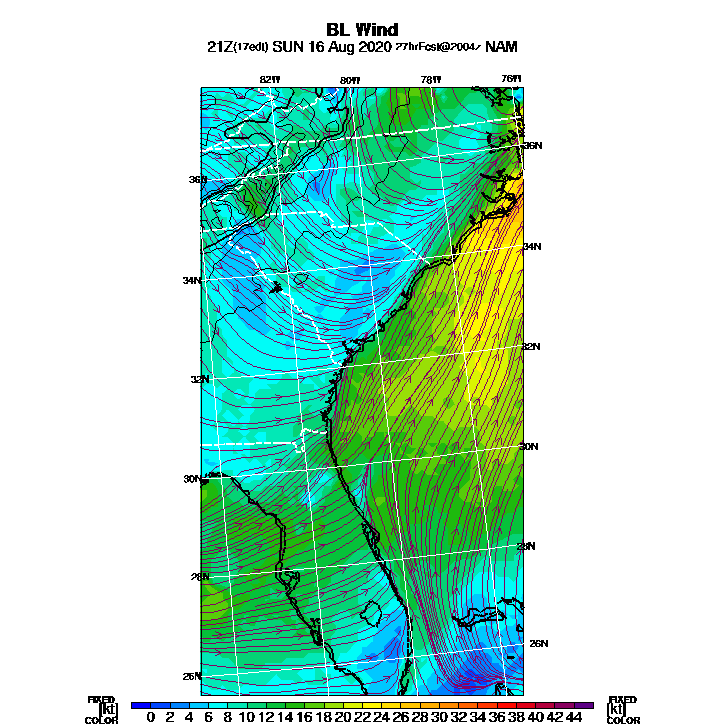 BL Wind
21Z(17edt) SUN 16 Aug 2020 27hrFcst@2004z NAM
82W 80W 78W 76W
36N 36N
34N 34N
32N 32N
30N 30N
28N 28N
26N 26N
FIXED FIXED
[kt] 0 2 4 6 8 10 12 14 16 18 20 22 24 26 28 30 32 34 36 38 40 42 44 [kt]
COLOR COLOR